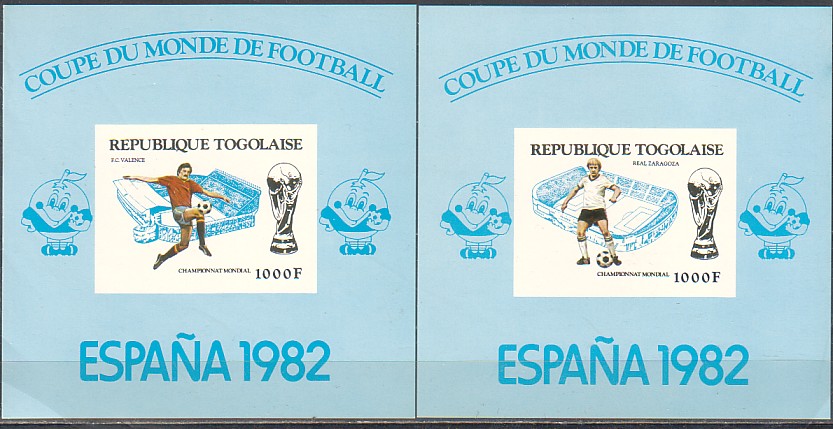 COUPE DU MONDE DE FOOTBALL
REPUBLIQUE TOGOLAISE
F.C. VALENCE
CHAMPIONNAT MONDIAL
1000F
ESPAÑA 1982
COUPE DU MONDE DE FOOTBALL
REPUBLIQUE TOGOLAISE
REAL ZARAGOZA
CHAMPIONNAT MONDIAL
1000F
ESPAÑA 1982